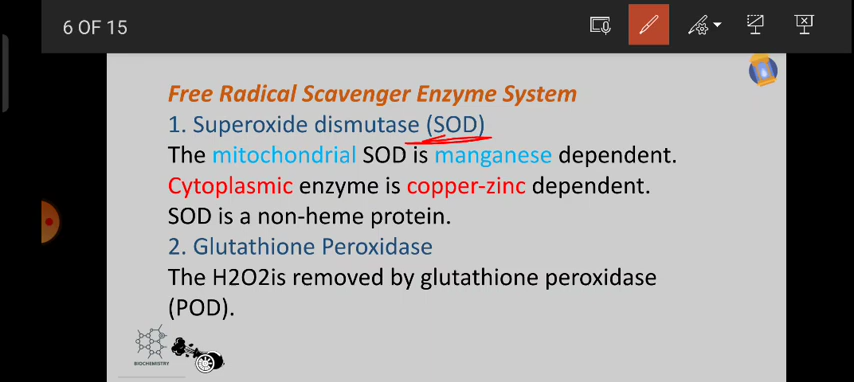 6 OF 15
Free Radical Scavenger Enzyme System
1. Superoxide dismutase (SOD)
The mitochondrial SOD is manganese dependent.
Cytoplasmic enzyme is copper-zinc dependent.
SOD is a non-heme protein.
2. Glutathione Peroxidase
The H2O2is removed by glutathione peroxidase
(POD).
BIOCHEMISTRY